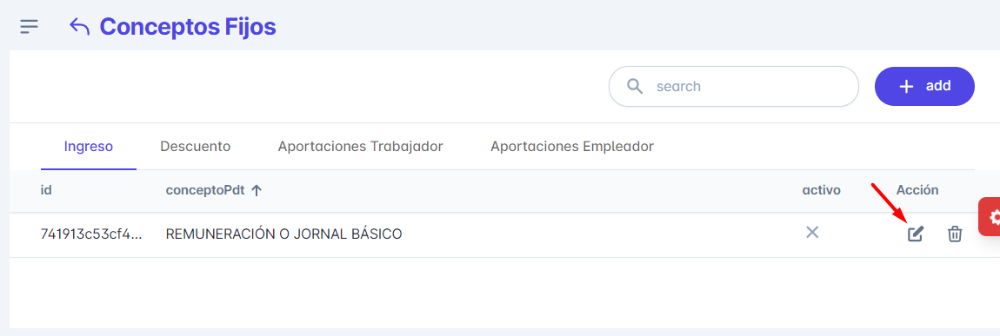 Conceptos Fijos
search
add
Ingreso Descuento Aportaciones Trabajador Aportaciones Empleador
id conceptoPdt activo Acción
741913c53cf4... REMUNERACIÓN O JORNAL BÁSICO